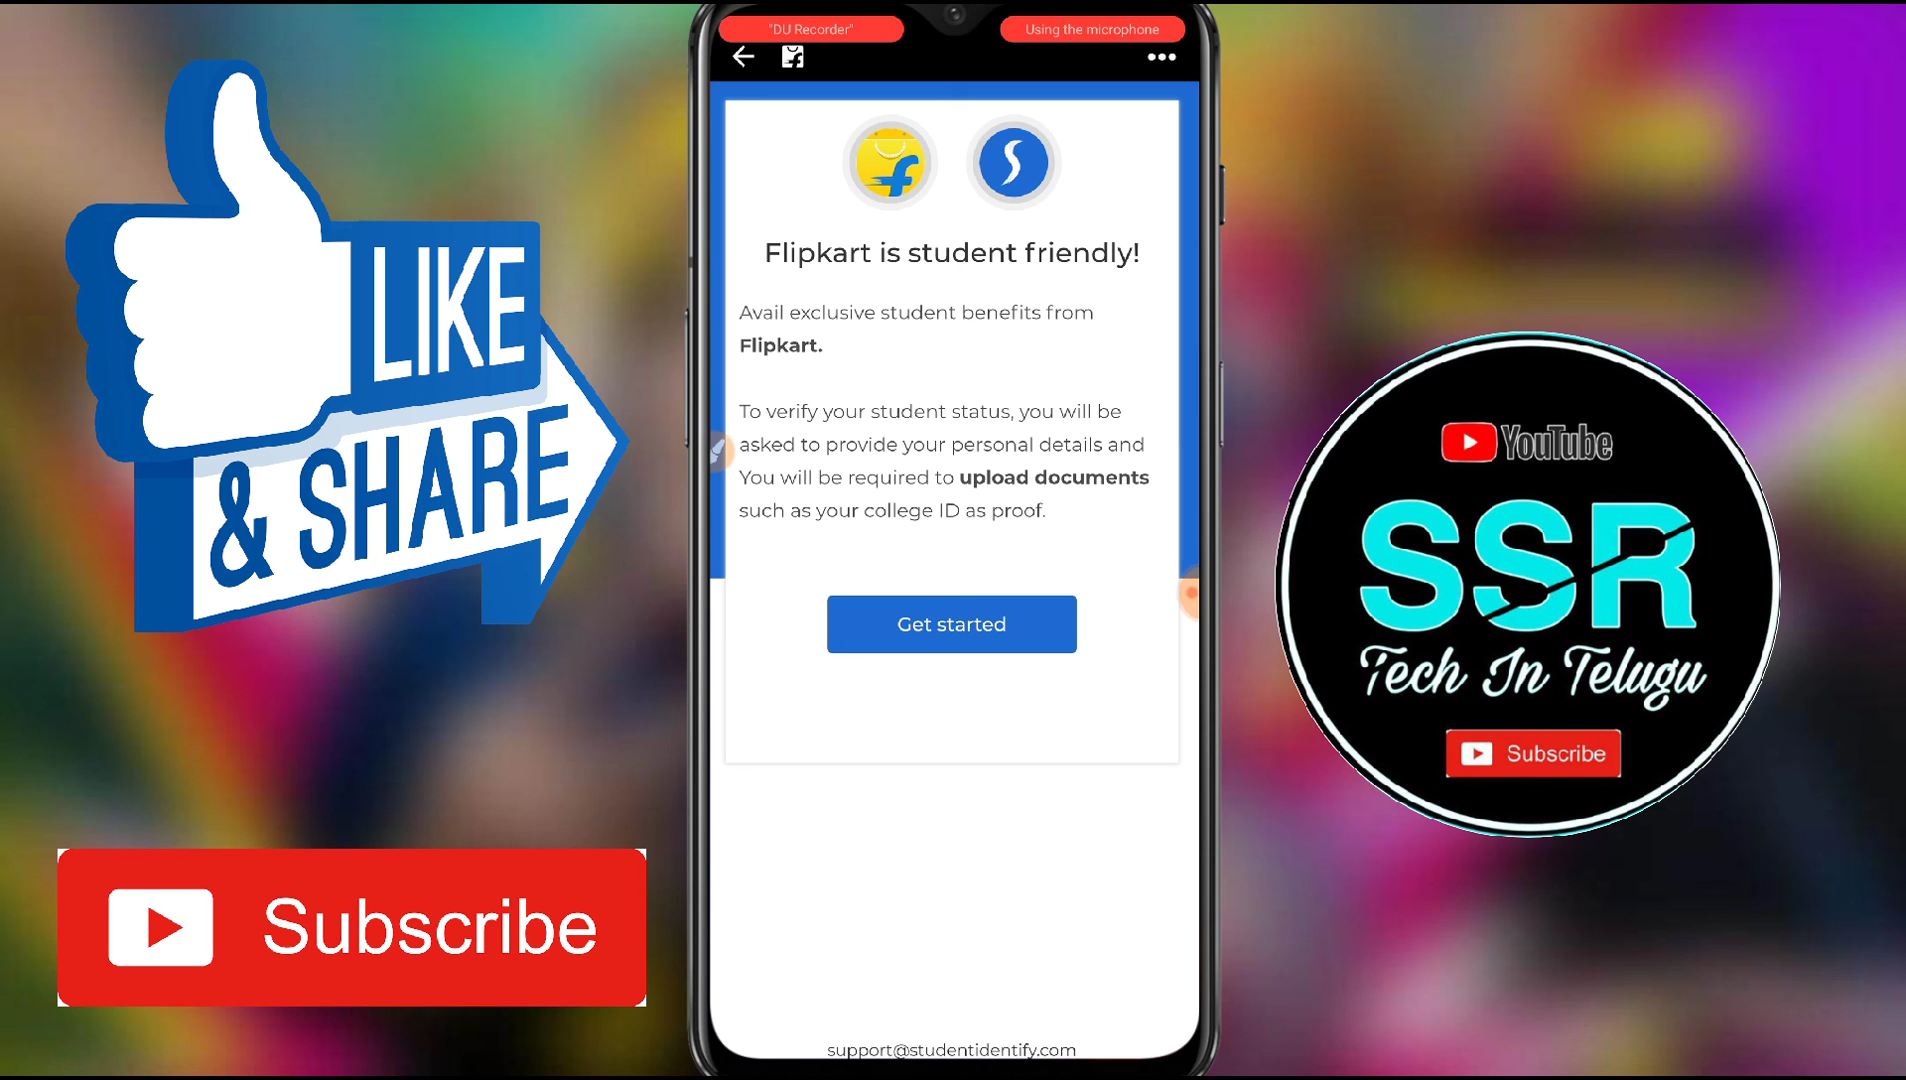 "DU Recorder"
Using the microphone
LIKE
& SHARE
Subscribe
Flipkart is student friendly!
Avail exclusive student benefits from
Flipkart.
To verify your student status, you will be
asked to provide your personal details and
You will be required to upload documents
such as your college ID as proof.
Get started
support@studentidentify.com
YouTube
SSR
Tech In Telugu
Subscribe